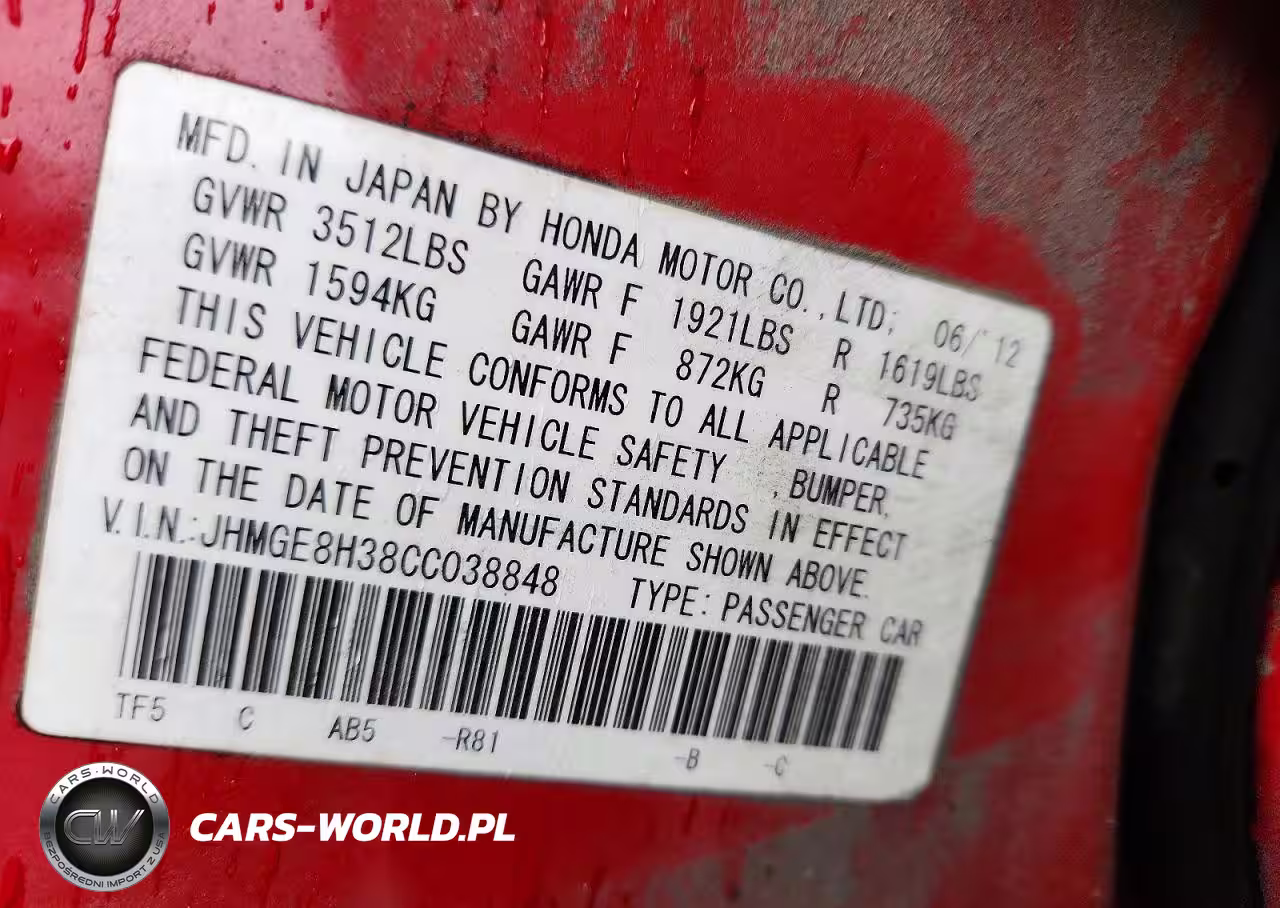 MFD. IN JAPAN BY HONDA MOTOR CO., LTD; 06/ 12
GVWR 3512LBS GAWR F 1921LBS R 1619LBS
GVWR 1594KG GAWR F 872KG R 735KG
THIS VEHICLE CONFORMS TO ALL APPLICABLE
FEDERAL MOTOR VEHICLE SAFETY , BUMPER,
AND THEFT PREVENTION STANDARDS IN EFFECT
ON THE DATE OF MANUFACTURE SHOWN ABOVE.
V.I.N.:JHMGE8H38CC038848 TYPE: PASSENGER CAR
TF5 C AB5 -R81 -B -C
CARS-WORLD
CW
BEZPOŚREDNI IMPORT Z USA
CARS-WORLD.PL